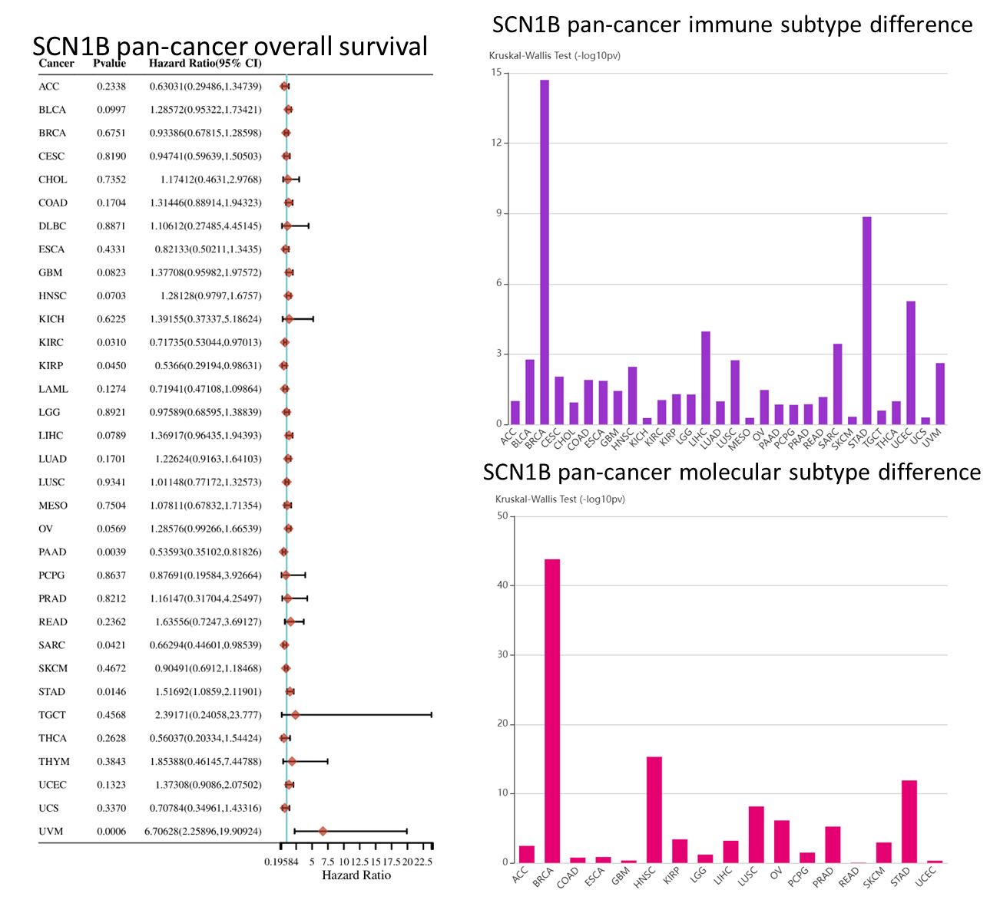 SCN1B pan-cancer overall survival
Cancer Pvalue Hazard Ratio(95% CI)
ACC 0.2338 0.63031(0.29486,1.34739)
BLCA 0.0997 1.28572(0.95322,1.73421)
BRCA 0.6751 0.93386(0.67815,1.28598)
CESC 0.8190 0.94741(0.59639,1.50503)
CHOL 0.7352 1.17412(0.4631,2.9768)
COAD 0.1704 1.31446(0.88914,1.94323)
DLBC 0.8871 1.10612(0.27485,4.45145)
ESCA 0.4331 0.82133(0.50211,1.3435)
GBM 0.0823 1.37708(0.95982,1.97572)
HNSC 0.0703 1.28128(0.9797,1.6757)
KICH 0.6225 1.39155(0.37337,5.18624)
KIRC 0.0310 0.71735(0.53044,0.97013)
KIRP 0.0450 0.5366(0.29194,0.98631)
LAML 0.1274 0.71941(0.47108,1.09864)
LGG 0.8921 0.97589(0.68595,1.38839)
LIHC 0.0789 1.36917(0.96435,1.94393)
LUAD 0.1701 1.22624(0.9163,1.64103)
LUSC 0.9341 1.01148(0.77172,1.32573)
MESO 0.7504 1.07811(0.67832,1.71354)
OV 0.0569 1.28576(0.99266,1.66539)
PAAD 0.0039 0.53593(0.35102,0.81826)
PCPG 0.8637 0.87691(0.19584,3.92664)
PRAD 0.8212 1.16147(0.31704,4.25497)
READ 0.2362 1.63556(0.7247,3.69127)
SARC 0.0421 0.66294(0.44601,0.98539)
SKCM 0.4672 0.90491(0.6912,1.18468)
STAD 0.0146 1.51692(1.0859,2.11901)
TGCT 0.4568 2.39171(0.24058,23.777)
THCA 0.2628 0.56037(0.20334,1.54424)
THYM 0.3843 1.85388(0.46145,7.44788)
UCEC 0.1323 1.37308(0.9086,2.07502)
UCS 0.3370 0.70784(0.34961,1.43316)
UVM 0.0006 6.70628(2.25896,19.90924)
0.19584 5 7.5 10 12.5 15 17.5 20 22.5
Hazard Ratio
SCN1B pan-cancer immune subtype difference
Kruskal-Wallis Test (-log10pv)
15
12
9
6
3
0
ACC BLCA BRCA CESC CHOL COAD ESCA GBM HNSC KICH KIRC KIRP LGG LIHC LUAD LUSC MESO OV PAAD PCPG PRAD READ SARC SKCM STAD TGCT THCA UCEC UCS UVM
SCN1B pan-cancer molecular subtype difference
Kruskal-Wallis Test (-log10pv)
50
40
30
20
10
0
ACC BRCA COAD ESCA GBM HNSC KIRP LGG LIHC LUSC OV PCPG PRAD READ SKCM STAD UCEC